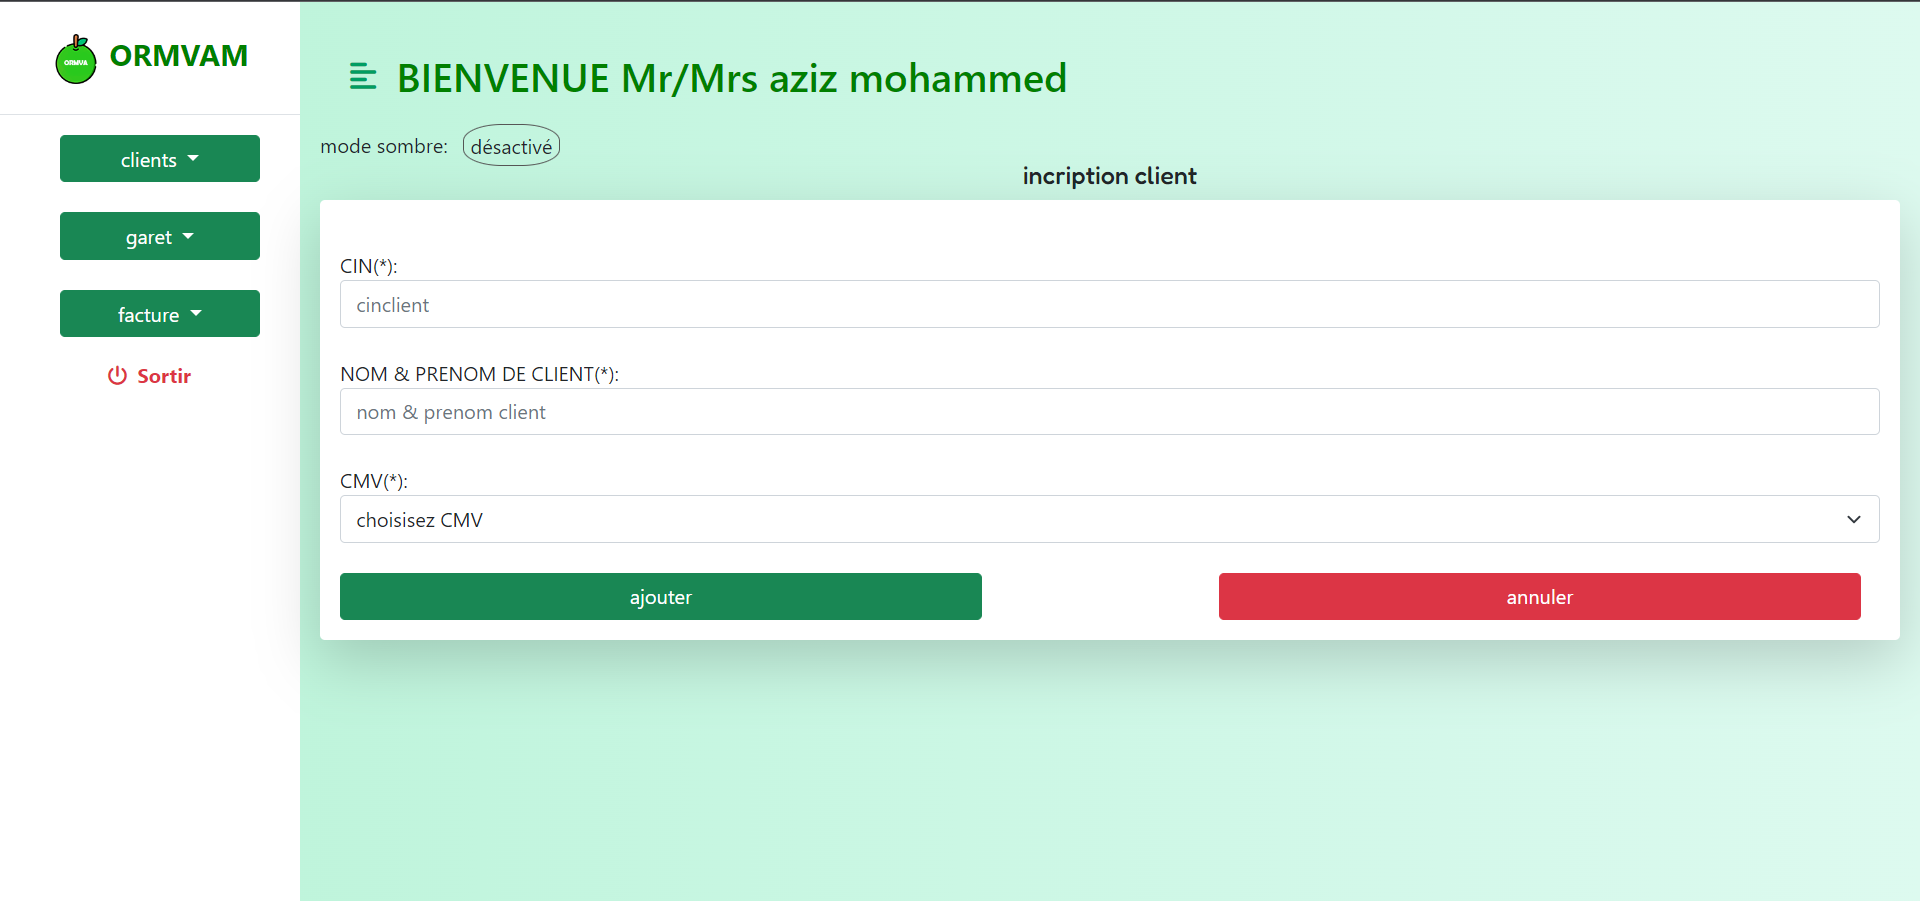 ORMVA
ORMVAM
clients
garet
facture
Sortir
BIENVENUE Mr/Mrs aziz mohammed
mode sombre: désactivé
incription client
CIN(*):
cinclient
NOM & PRENOM DE CLIENT(*):
nom & prenom client
CMV(*):
choisisez CMV
ajouter
annuler